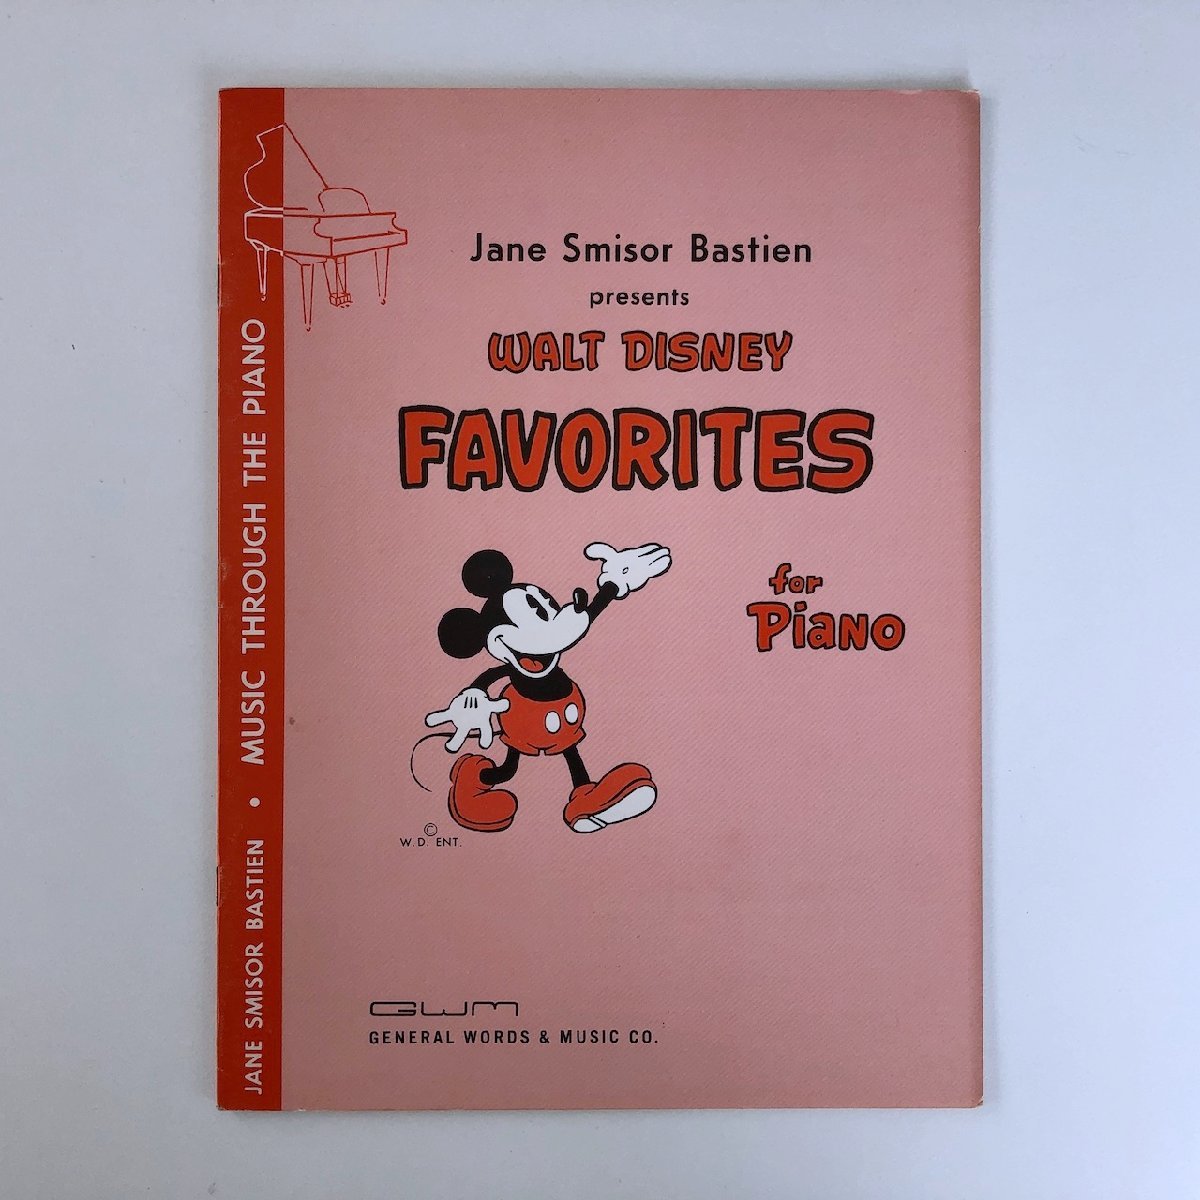 Jane Smisor Bastien
presents
WALT DISNEY
FAVORITES
for
Piano
©
W.D. ENT.
GWM
GENERAL WORDS & MUSIC CO.
JANE SMISOR BASTIEN • MUSIC THROUGH THE PIANO